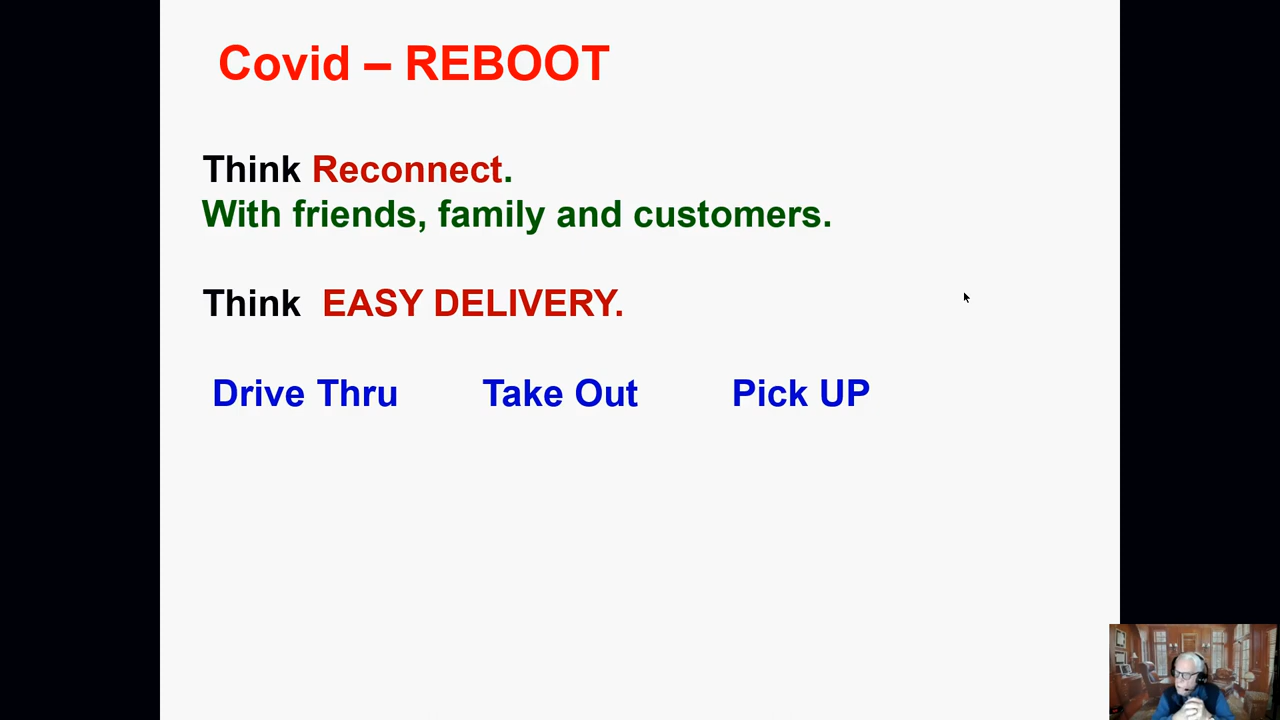 Covid – REBOOT
Think Reconnect.
With friends, family and customers.
Think EASY DELIVERY.
Drive Thru Take Out Pick UP